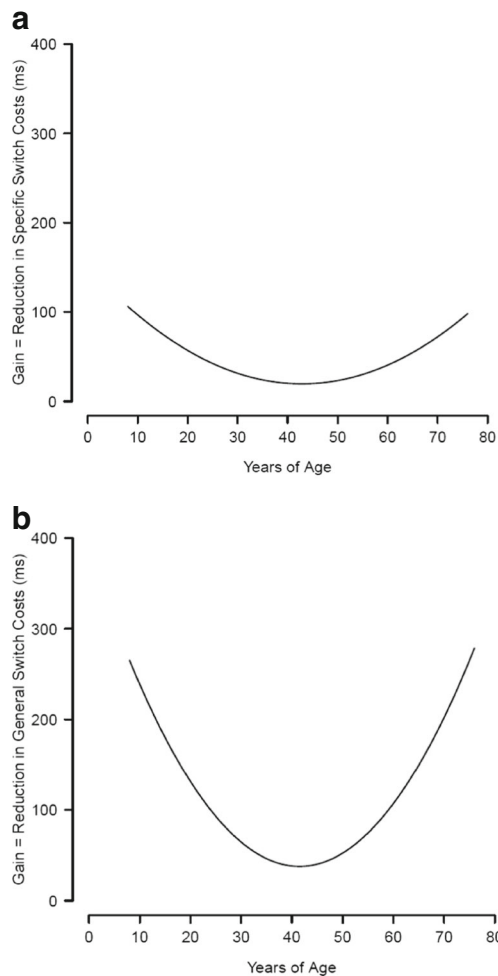 a
400
300
200
100
0
Gain = Reduction in Specific Switch Costs (ms)
0 10 20 30 40 50 60 70 80
Years of Age
b
400
300
200
100
0
Gain = Reduction in General Switch Costs (ms)
0 10 20 30 40 50 60 70 80
Years of Age